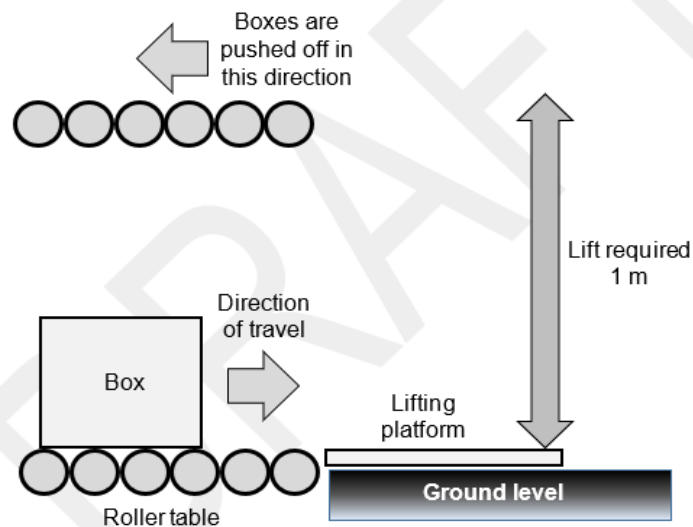 Boxes are
pushed off in
this direction
Lift required
1 m
Direction
of travel
Box
Lifting
platform
Ground level
Roller table
DRAFT